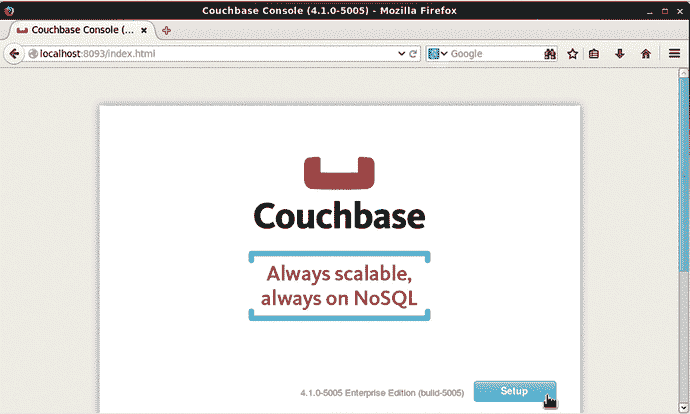 Couchbase Console (4.1.0-5005) - Mozilla Firefox
Couchbase Console (...
localhost:8093/index.html
Google
Couchbase
Always scalable,
always on NoSQL
4.1.0-5005 Enterprise Edition (build-5005)
Setup